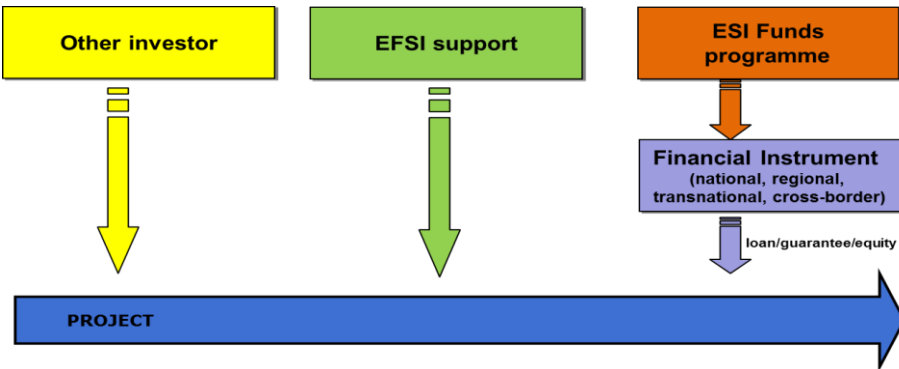 Other investor
EFSI support
ESI Funds
programme
Financial Instrument
(national, regional,
transnational, cross-border)
loan/guarantee/equity
PROJECT